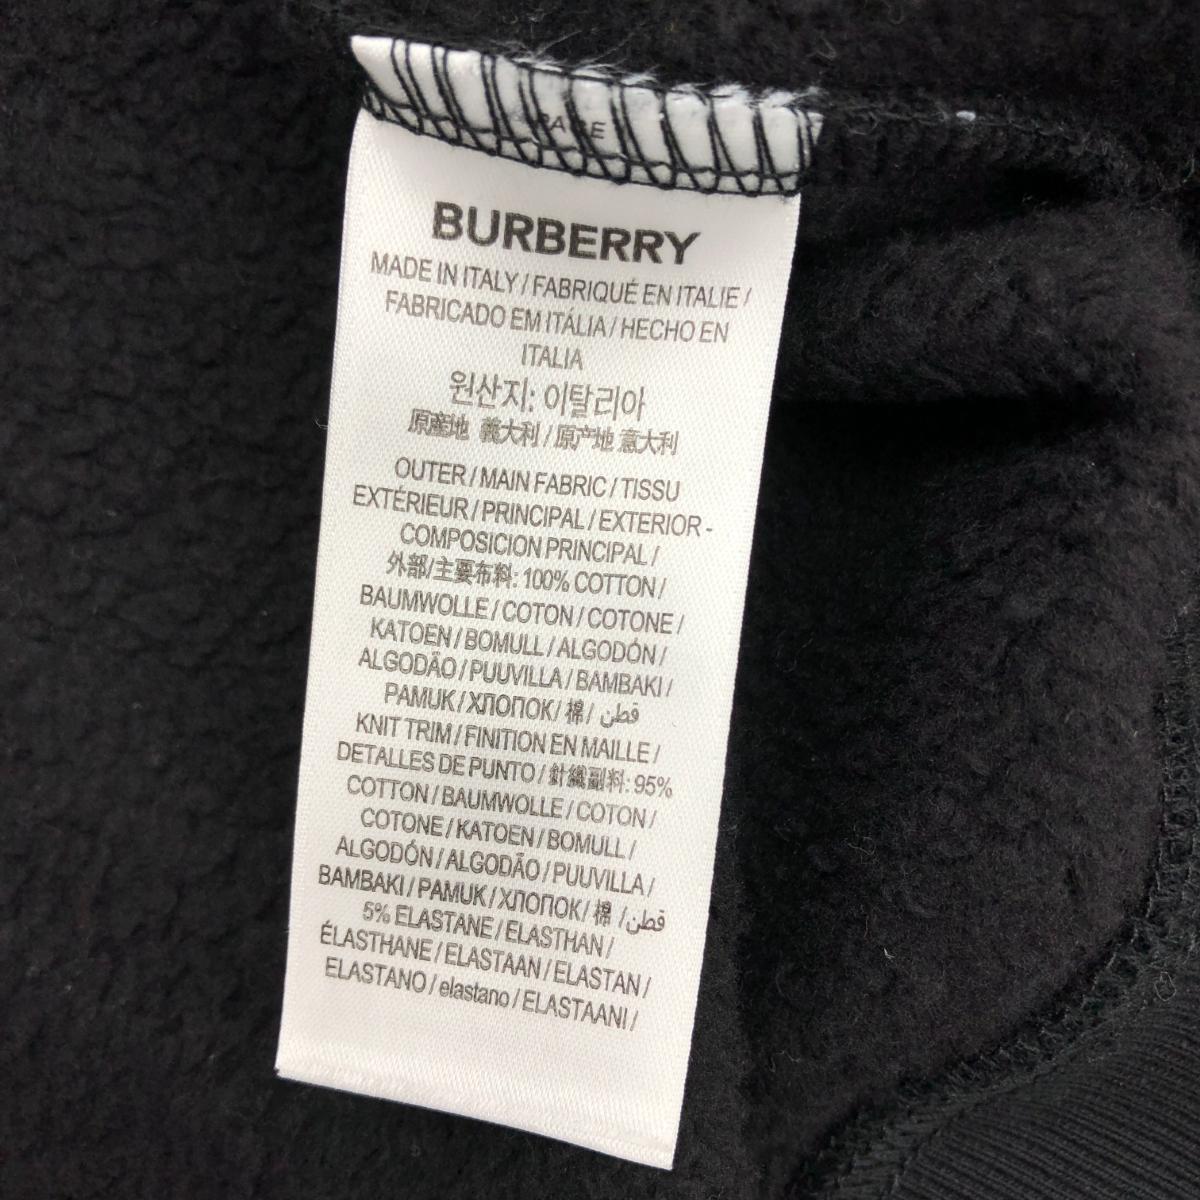 BURBERRY
MADE IN ITALY / FABRIQUÉ EN ITALIE /
FABRICADO EM ITÁLIA / HECHO EN
ITALIA
원산지: 이탈리아
原產地 義大利 / 原产地 意大利
OUTER / MAIN FABRIC / TISSU
EXTÉRIEUR / PRINCIPAL / EXTERIOR -
COMPOSICION PRINCIPAL /
外部/主要布料: 100% COTTON /
BAUMWOLLE / COTON / COTONE /
KATOEN / BOMULL / ALGODÓN /
ALGODÃO / PUUVILLA / BAMBAKI /
PAMUK / ХЛОПОК / 棉 / قطن
KNIT TRIM / FINITION EN MAILLE /
DETALLES DE PUNTO / 針織副料: 95%
COTTON / BAUMWOLLE / COTON /
COTONE / KATOEN / BOMULL /
ALGODÓN / ALGODÃO / PUUVILLA /
BAMBAKI / PAMUK / ХЛОПОК / 棉 / قطن
5% ELASTANE / ELASTHAN /
ÉLASTHANE / ELASTAAN / ELASTAN /
ELASTANO / elastano / ELASTAANI /